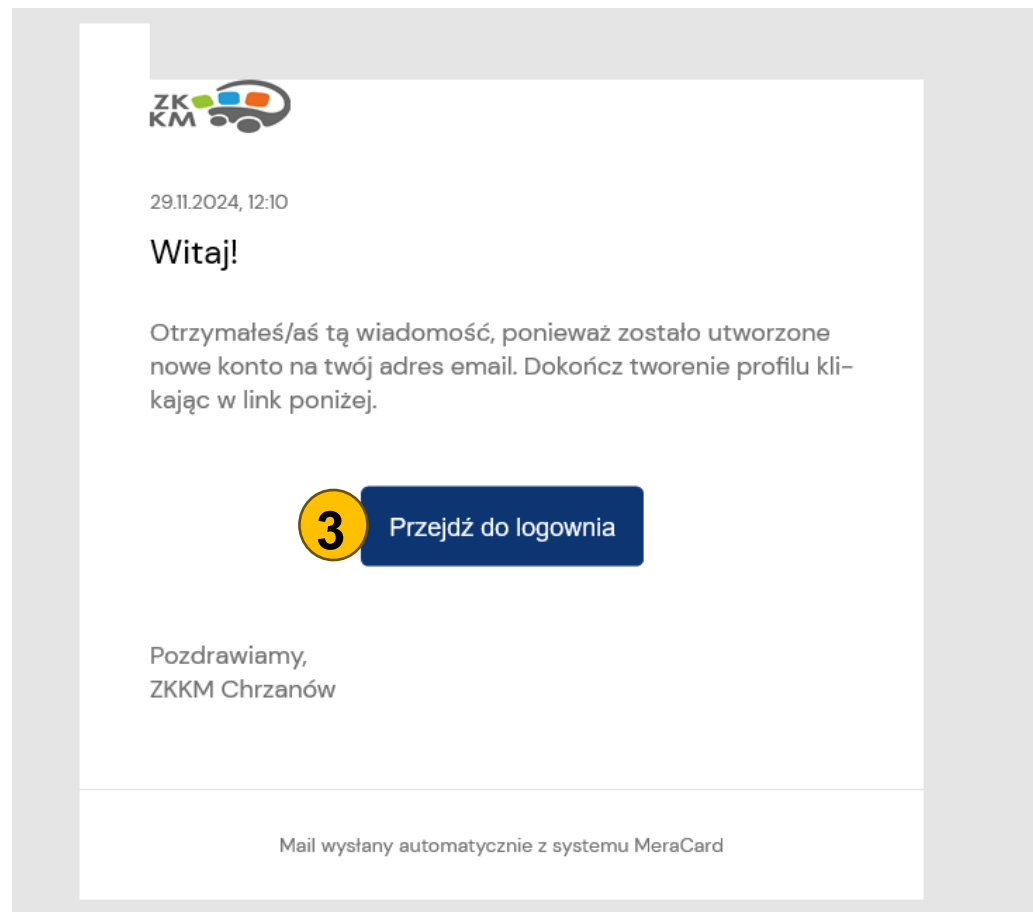 ZK
KM
29.11.2024, 12:10
Witaj!
Otrzymałeś/aś tą wiadomość, ponieważ zostało utworzone
nowe konto na twój adres email. Dokończ tworenie profilu kli-
kając w link poniżej.
3 Przejdź do logownia
Pozdrawiamy,
ZKKM Chrzanów
Mail wysłany automatycznie z systemu MeraCard